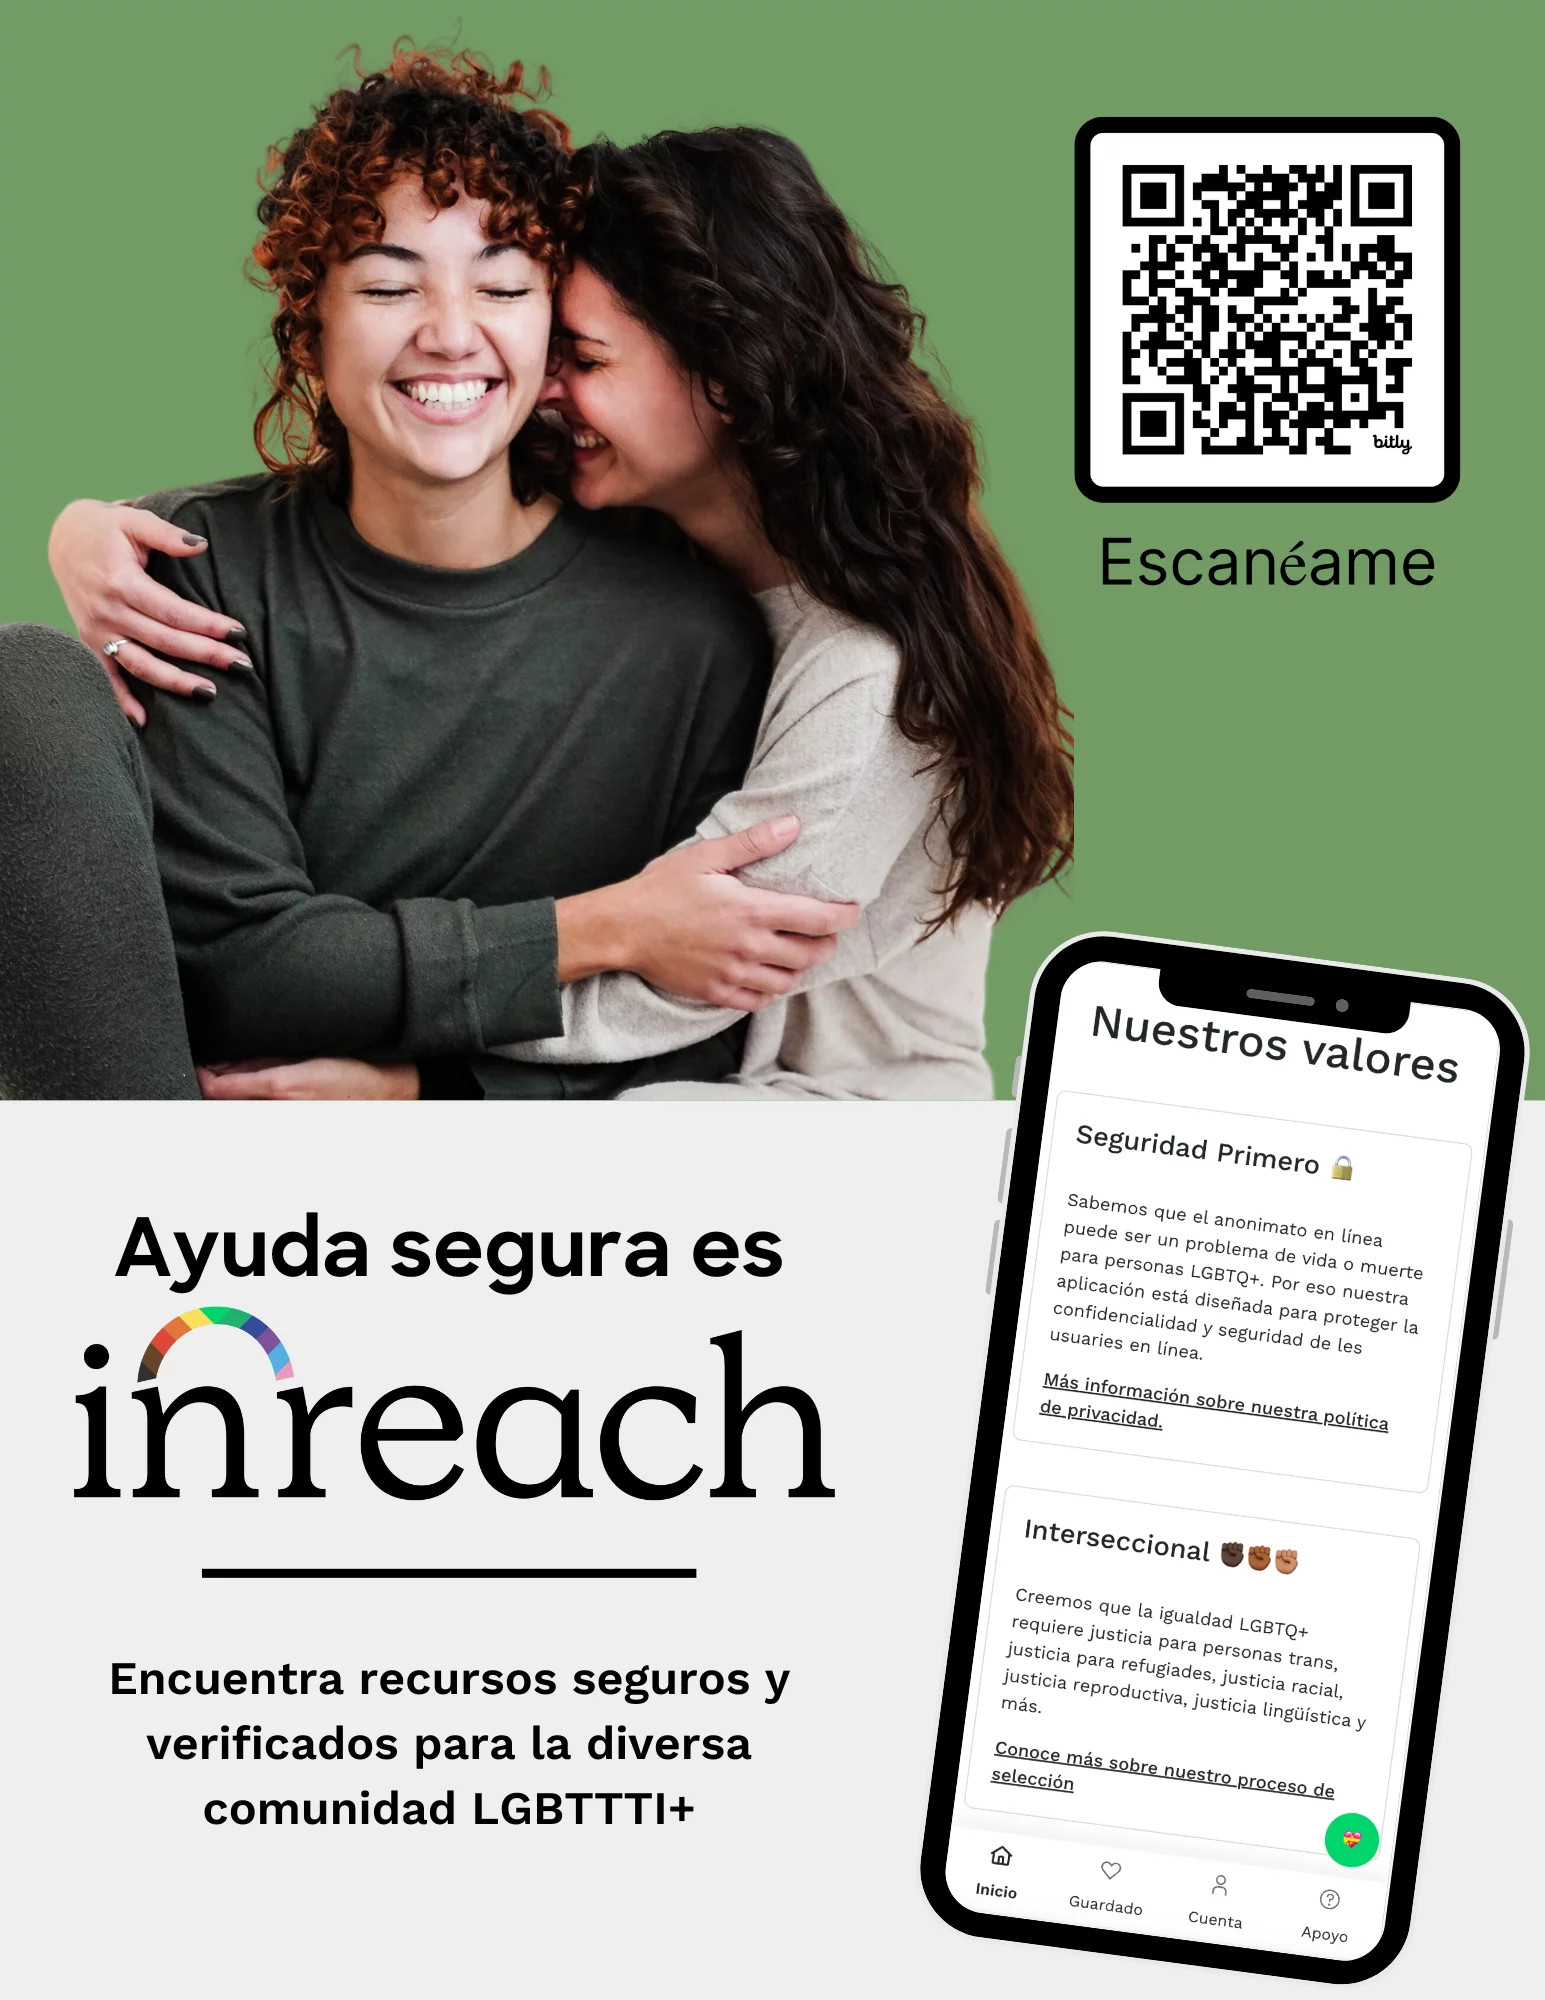 bitly
Escanéame
Ayuda segura es
inreach
Encuentra recursos seguros y
verificados para la diversa
comunidad LGBTTTI+
Nuestros valores
Seguridad Primero 🔒
Sabemos que el anonimato en línea
puede ser un problema de vida o muerte
para personas LGBTQ+. Por eso nuestra
aplicación está diseñada para proteger la
confidencialidad y seguridad de les
usuaries en línea.
Más información sobre nuestra política
de privacidad.
Interseccional ✊🏿✊🏾✊🏽
Creemos que la igualdad LGBTQ+
requiere justicia para personas trans,
justicia para refugiades, justicia racial,
justicia reproductiva, justicia lingüística y
más.
Conoce más sobre nuestro proceso de
selección
Inicio
Guardado
Cuenta
Apoyo